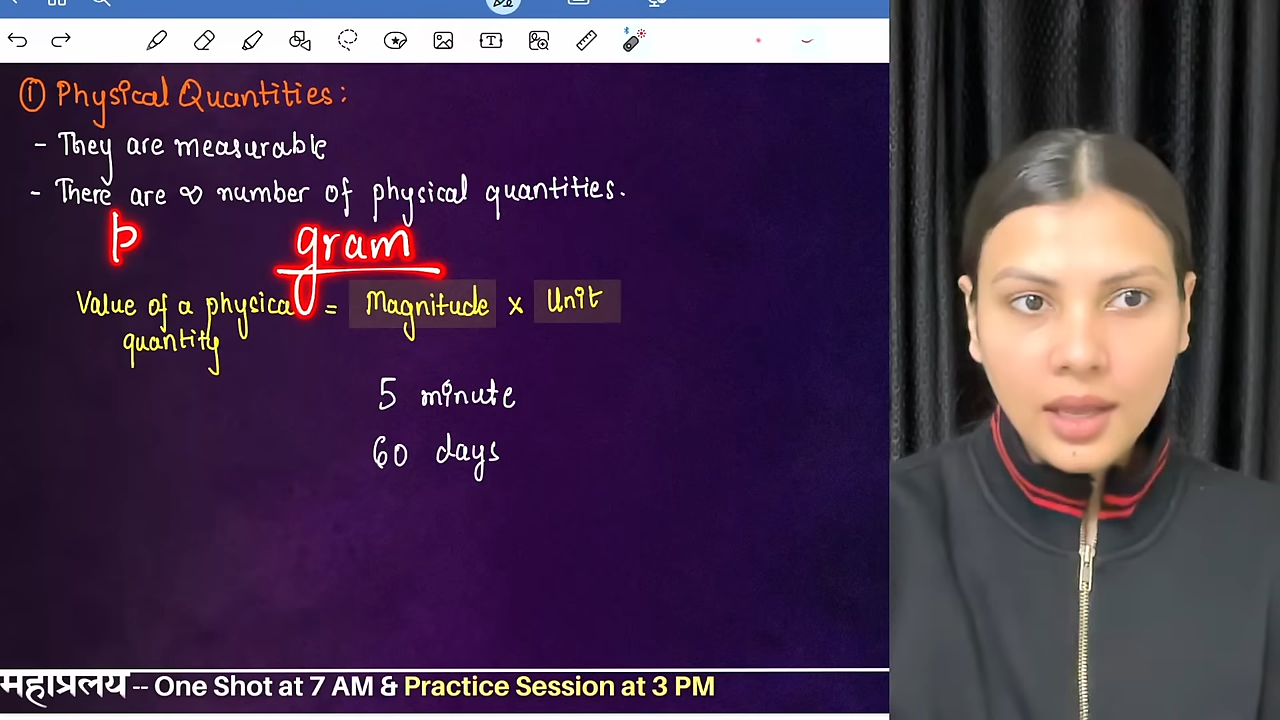 ① Physical Quantities:
- They are measurable
- There are ∞ number of physical quantities.
gram
Value of a physical = Magnitude × Unit
quantity
5 minute
60 days
महाप्रलय -- One Shot at 7 AM & Practice Session at 3 PM